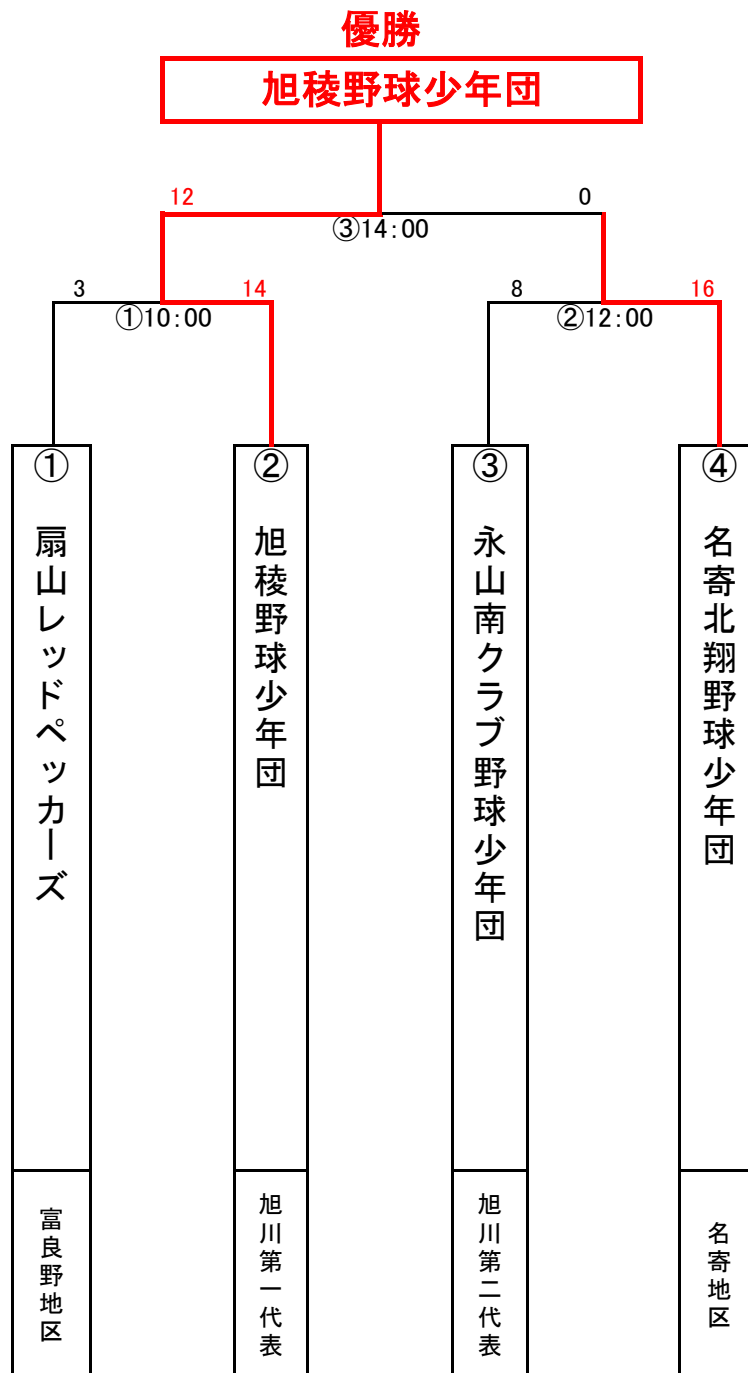 優勝
旭稜野球少年団
12
0
③14:00
3
14
8
16
①10:00
②12:00
①
扇山レッドペッカーズ
富良野地区
②
旭稜野球少年団
旭川第一代表
③
永山南クラブ野球少年団
旭川第二代表
④
名寄北翔野球少年団
名寄地区